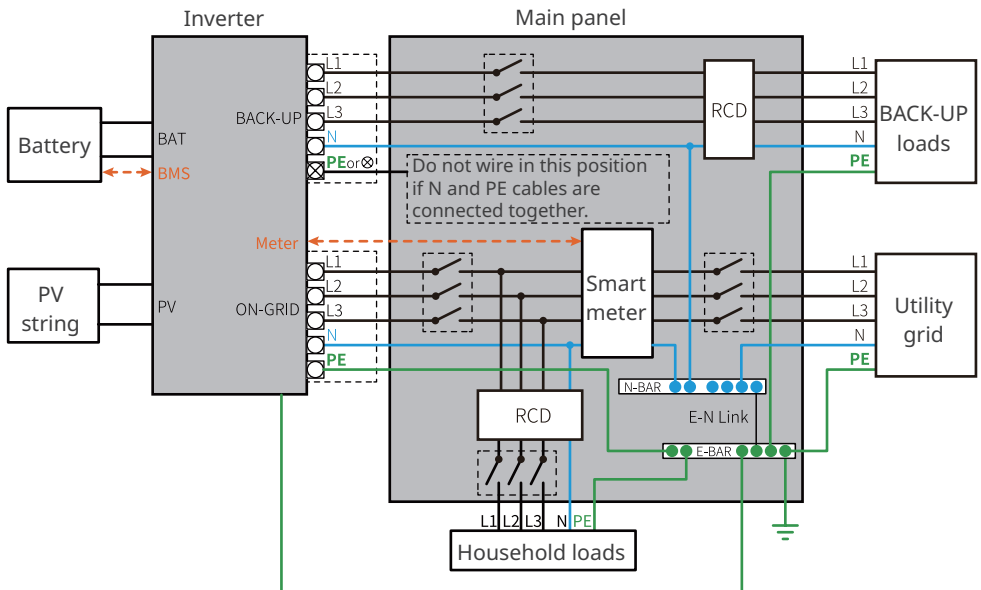 Inverter
Main panel
L1
L2
L3
N
PEor⊗
BACK-UP
Battery
BAT
BMS
RCD
L1
L2
L3
N
PE
BACK-UP
loads
Do not wire in this position
if N and PE cables are
connected together.
Meter
L1
L2
L3
N
PE
ON-GRID
PV
string
PV
Smart
meter
L1
L2
L3
N
PE
Utility
grid
N-BAR
E-N Link
E-BAR
RCD
L1 L2 L3 N PE
Household loads